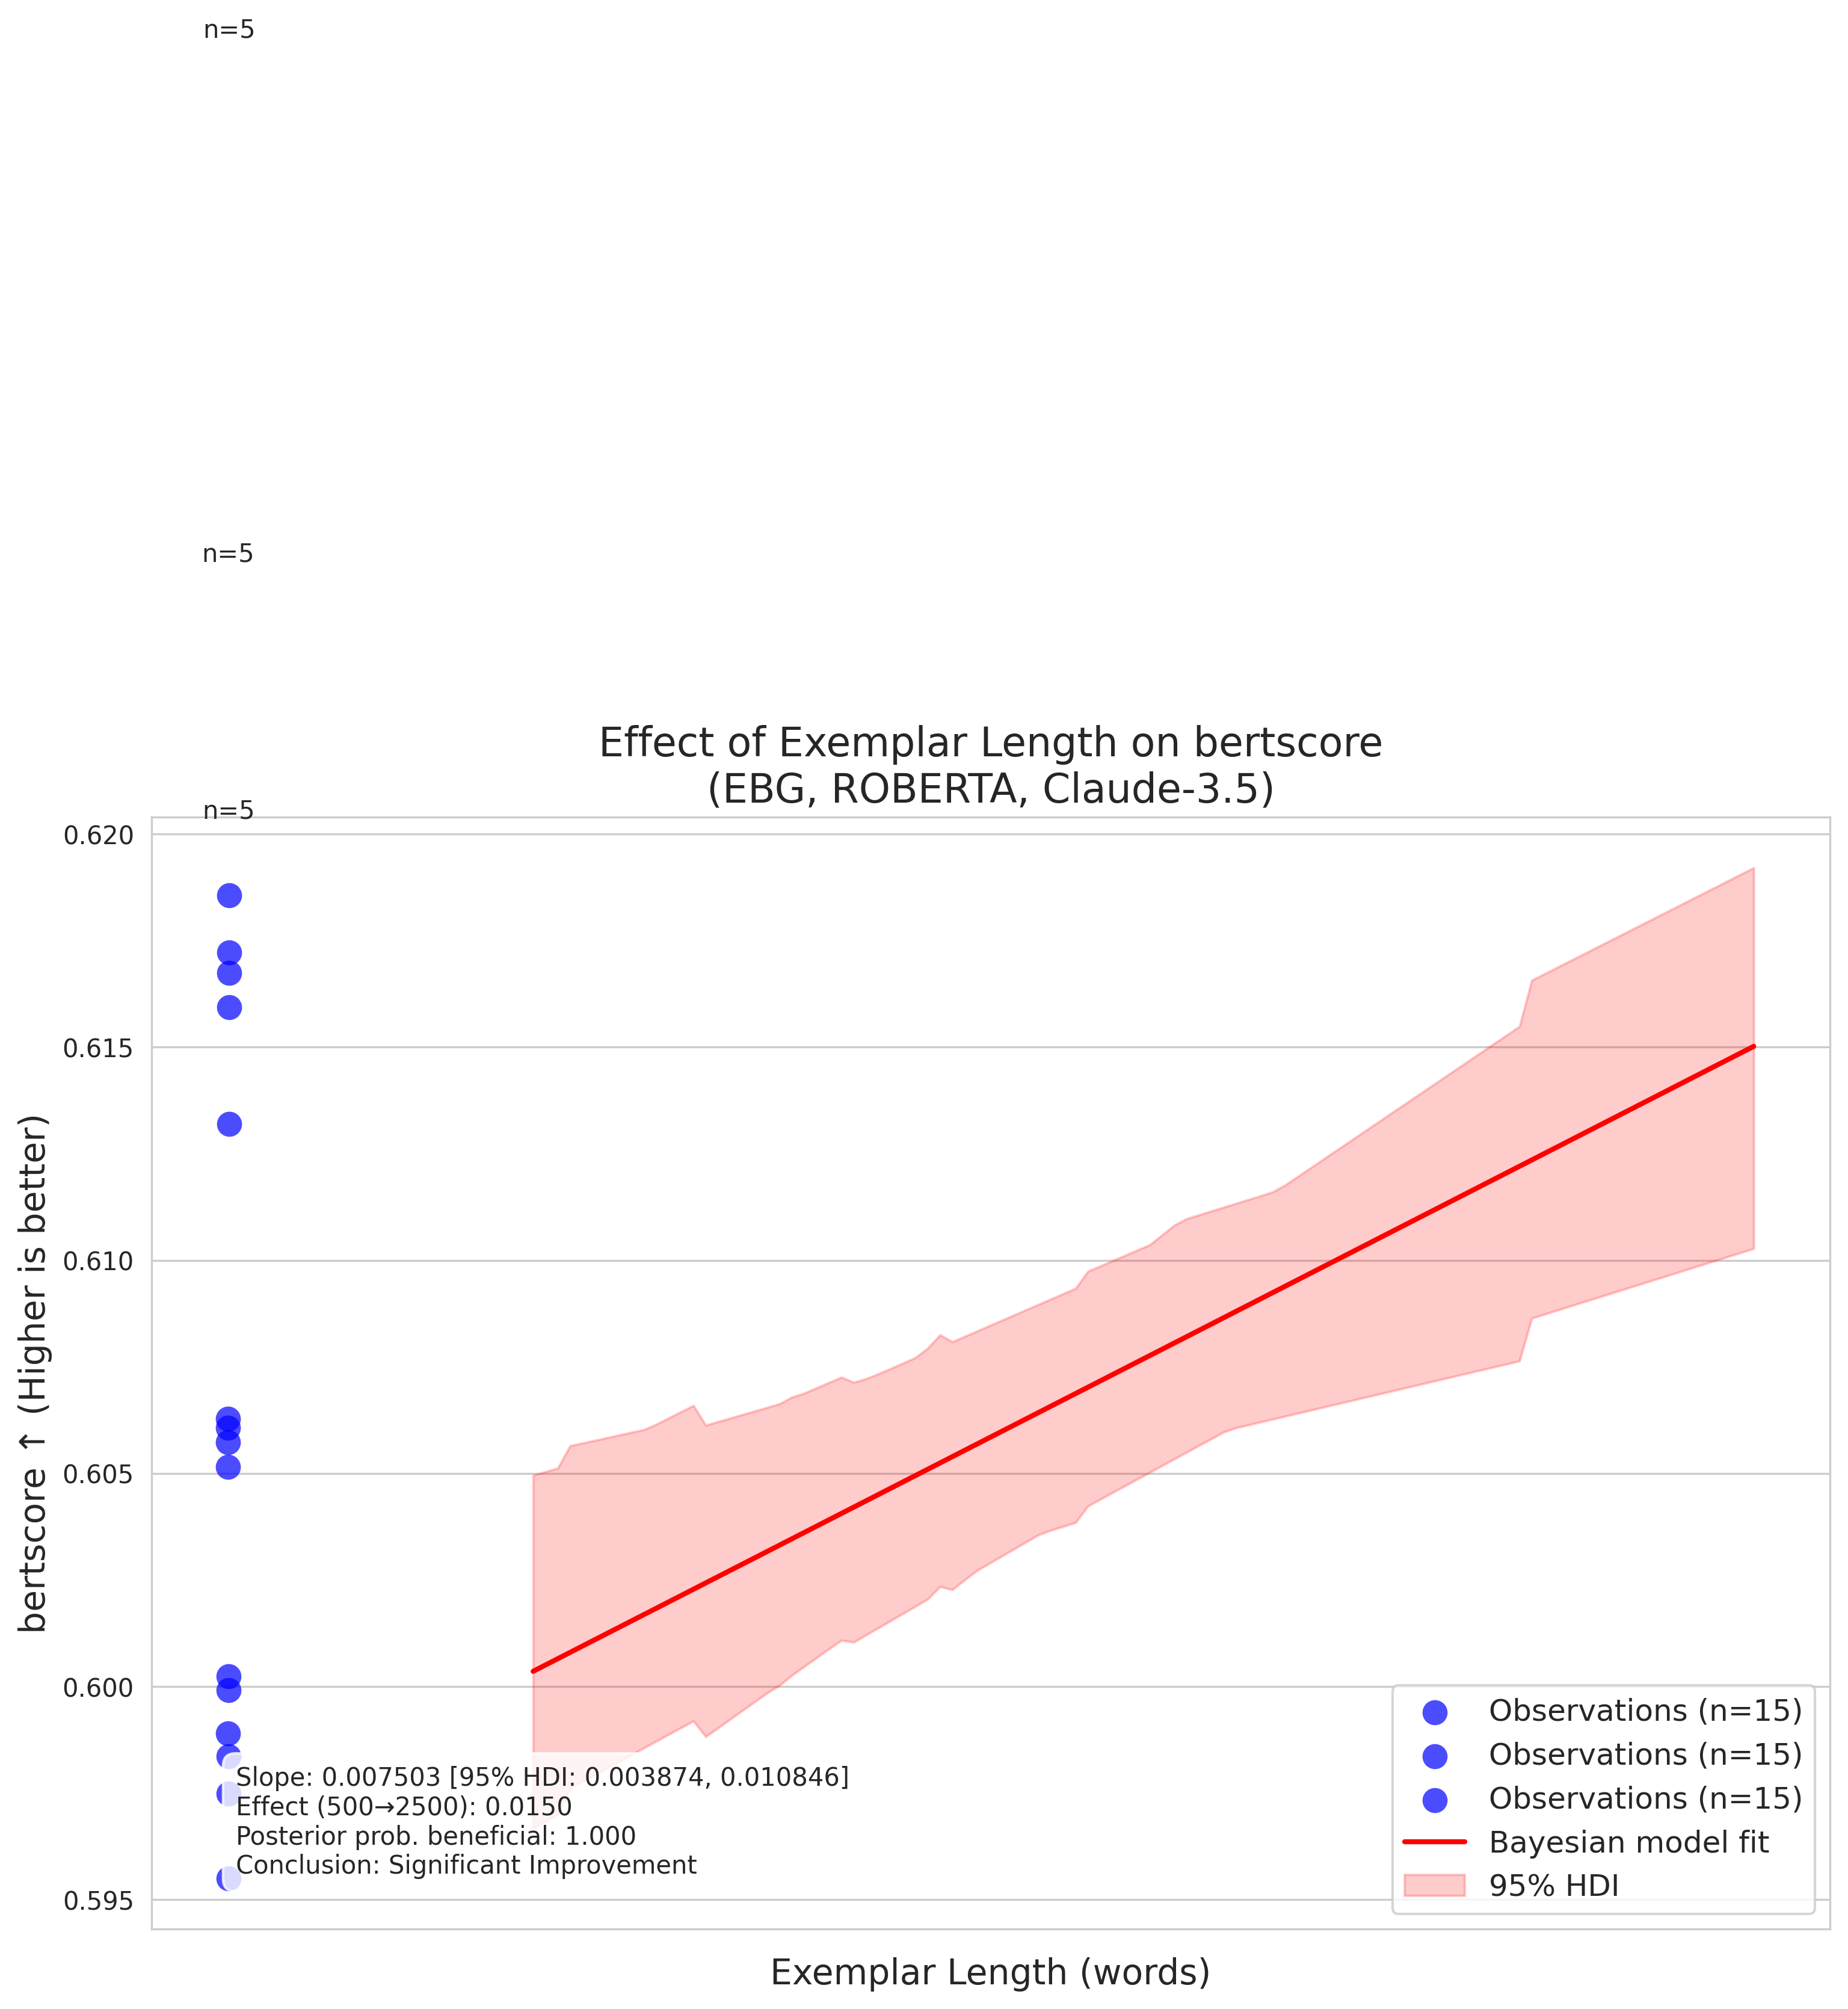 n=5
n=5
Effect of Exemplar Length on bertscore
(EBG, ROBERTA, Claude-3.5)
n=5
0.620
0.615
0.610
0.605
0.600
0.595
bertscore ↑ (Higher is better)
Slope: 0.007503 [95% HDI: 0.003874, 0.010846]
Effect (500→2500): 0.0150
Posterior prob. beneficial: 1.000
Conclusion: Significant Improvement
Observations (n=15)
Observations (n=15)
Observations (n=15)
Bayesian model fit
95% HDI
Exemplar Length (words)